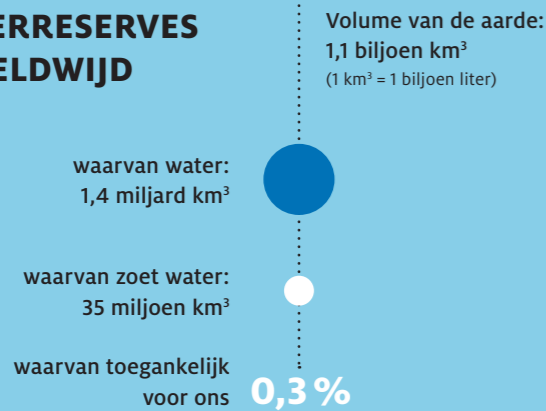 ERRESERVES
ELDWIJD
Volume van de aarde:
1,1 biljoen km³
(1 km³ = 1 biljoen liter)
waarvan water:
1,4 miljard km³
waarvan zoet water:
35 miljoen km³
waarvan toegankelijk
voor ons 0,3 %